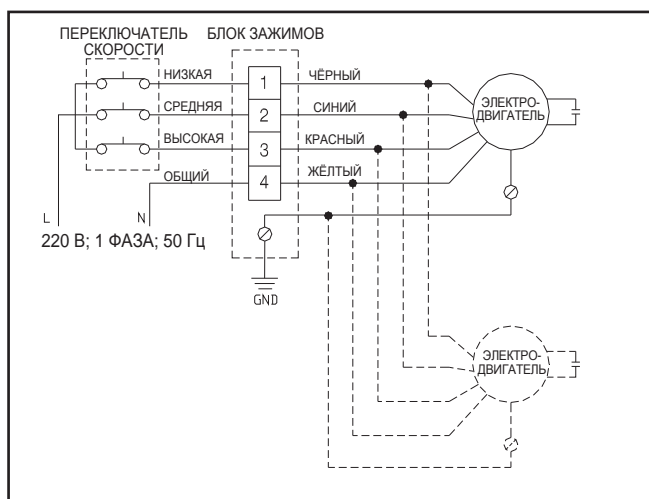 ПЕРЕКЛЮЧАТЕЛЬ
СКОРОСТИ
БЛОК ЗАЖИМОВ
НИЗКАЯ
1
ЧЁРНЫЙ
СРЕДНЯЯ
2
СИНИЙ
ВЫСОКАЯ
3
КРАСНЫЙ
ОБЩИЙ
4
ЖЁЛТЫЙ
ЭЛЕКТРО-
ДВИГАТЕЛЬ
L
N
220 В; 1 ФАЗА; 50 Гц
GND
ЭЛЕКТРО-
ДВИГАТЕЛЬ